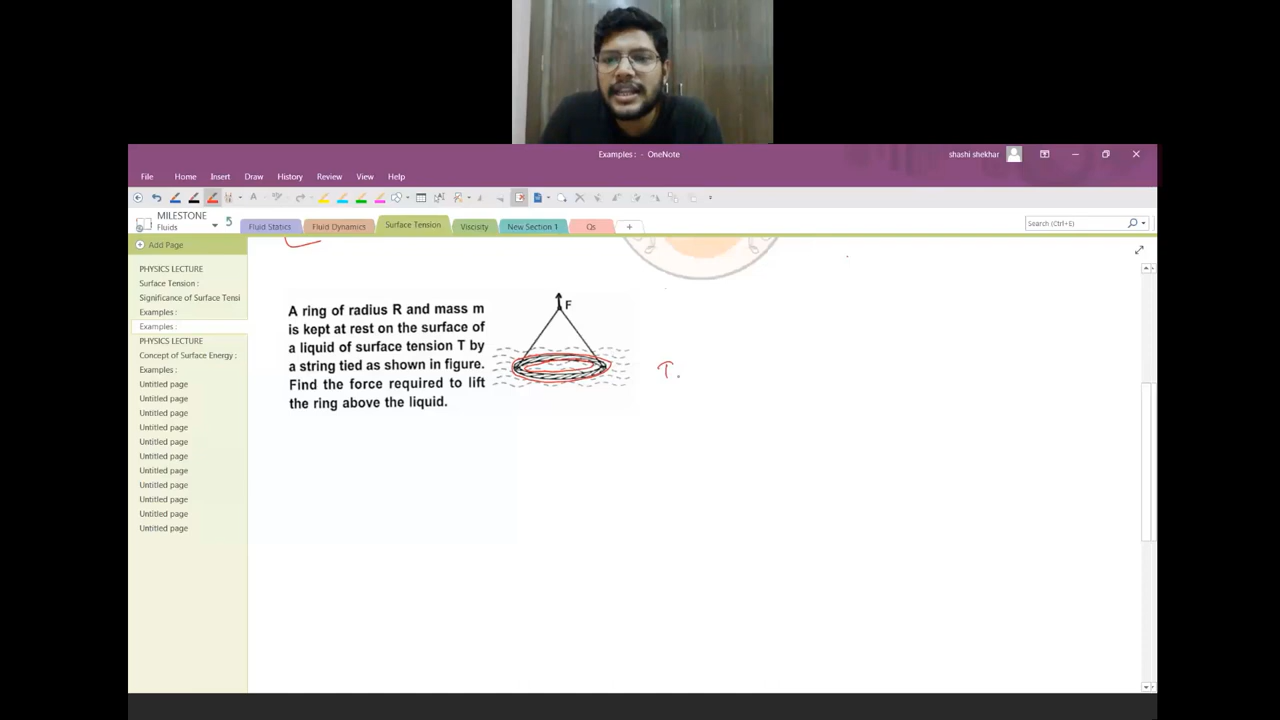 Examples : - OneNote
shashi shekhar
File Home Insert Draw History Review View Help
MILESTONE
Fluids
Fluid Statics Fluid Dynamics Surface Tension Viscosity New Section 1 Qs +
Search (Ctrl+E)
Add Page
PHYSICS LECTURE
Surface Tension :
Significance of Surface Tensi
Examples :
Examples :
PHYSICS LECTURE
Concept of Surface Energy :
Examples :
Untitled page
Untitled page
Untitled page
Untitled page
Untitled page
Untitled page
Untitled page
Untitled page
Untitled page
Untitled page
Untitled page
A ring of radius R and mass m
is kept at rest on the surface of
a liquid of surface tension T by
a string tied as shown in figure.
Find the force required to lift
the ring above the liquid.
F
T.